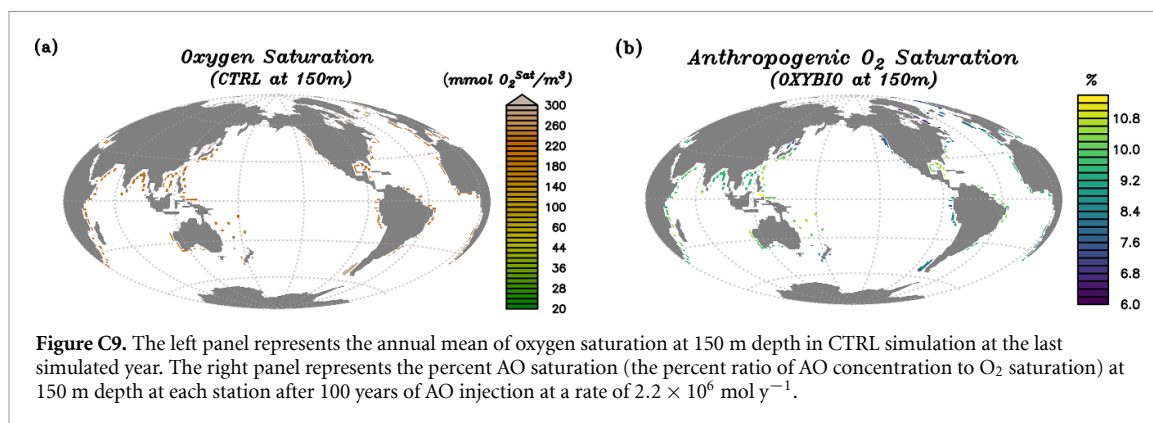 (a)
Oxygen Saturation
(CTRL at 150m)
(mmol O₂ˢᵃᵗ/m³)
300
260
220
180
140
100
60
44
36
28
20
(b)
Anthropogenic O₂ Saturation
(OXYBIO at 150m)
%
10.8
10.0
9.2
8.4
7.6
6.8
6.0
Figure C9. The left panel represents the annual mean of oxygen saturation at 150 m depth in CTRL simulation at the last
simulated year. The right panel represents the percent AO saturation (the percent ratio of AO concentration to O₂ saturation) at
150 m depth at each station after 100 years of AO injection at a rate of 2.2 × 10⁶ mol y⁻¹.